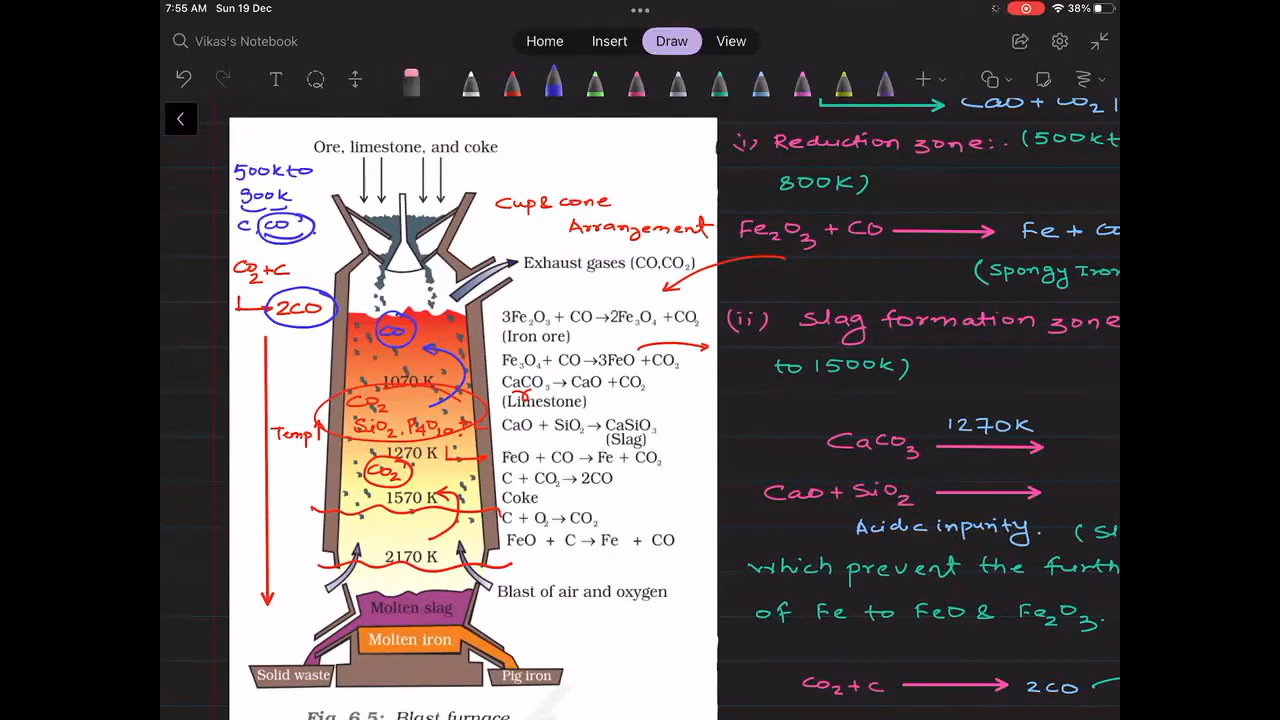 7:55 AM Sun 19 Dec
38%
Vikas's Notebook
Home
Insert
Draw
View
Ore, limestone, and coke
500k to
900k
C, CO
CO2+C
2CO
Temp↑
Cup & cone
Arrangement
Exhaust gases (CO,CO2)
CO
1070 K
CO2
SiO2, P4O10,
1270 K
CO2
1570 K
2170 K
3Fe2O3 + CO→2Fe3O4 +CO2
(Iron ore)
Fe3O4+ CO→3FeO +CO2
CaCO3→ CaO +CO2
(Limestone)
CaO + SiO2→ CaSiO3
(Slag)
FeO + CO→ Fe + CO2
C + CO2→ 2CO
Coke
C + O2→ CO2
FeO + C→ Fe + CO
Blast of air and oxygen
Molten slag
Molten iron
Solid waste
Pig iron
Fig. 6.5: Blast furnace
CaO + CO2
i) Reduction zone:- (500k to
800K)
Fe2O3 + CO → Fe +
(Spongy Iron
(ii) Slag formation zone
to 1500k)
CaCO3 1270K →
CaO + SiO2 →
Acidc inpurity.
which prevent the furth
of Fe to FeO & Fe2O3.
CO2+C → 2CO